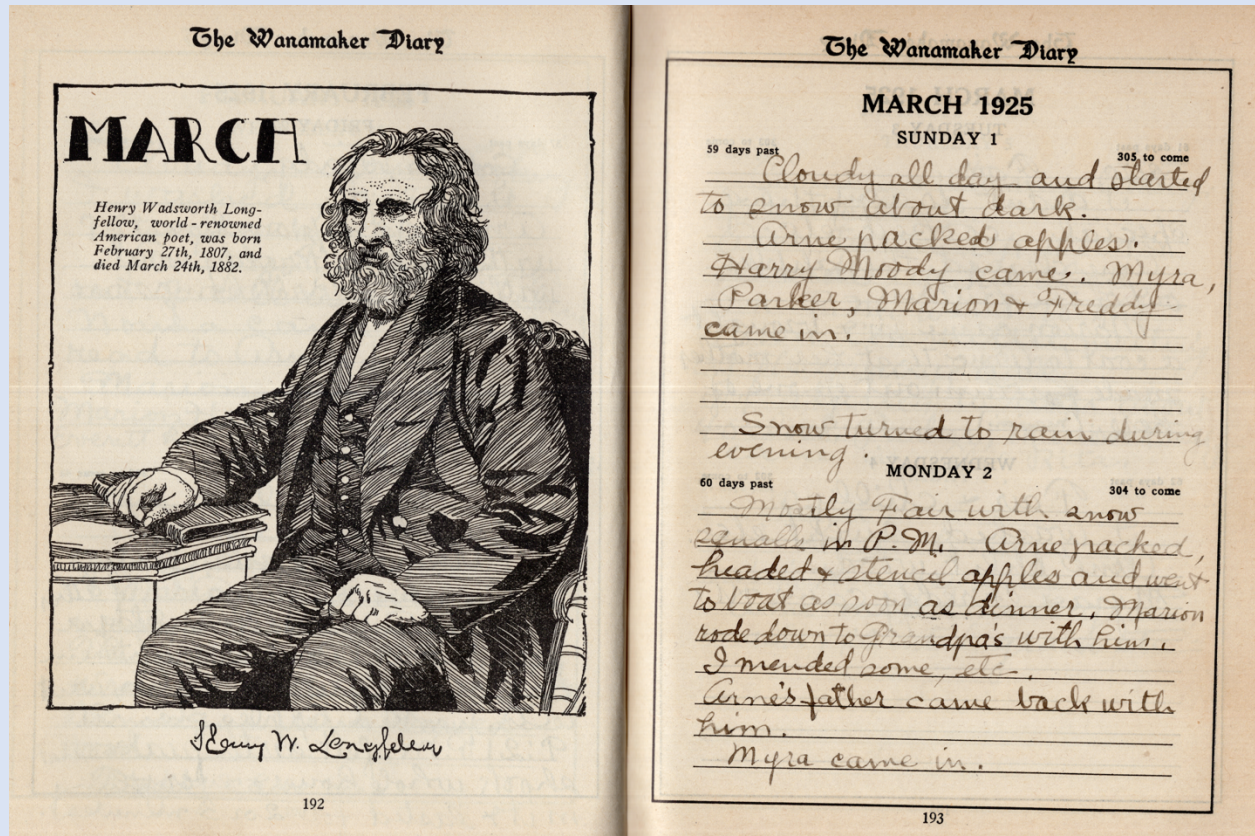 The Wanamaker Diary
MARCH
Henry Wadsworth Long-
fellow, world-renowned
American poet, was born
February 27th, 1807, and
died March 24th, 1882.
Henry W. Longfellow
192
The Wanamaker Diary
MARCH 1925
SUNDAY 1
59 days past 305 to come
Cloudy all day and started
to snow about dark.
Arne packed apples.
Harry Moody came. Myra,
Parker, Marion & Freddy
came in.
Snow turned to rain during
evening.
MONDAY 2
60 days past 304 to come
Mostly Fair with snow
squalls in P.M. Arne packed,
headed & stencil apples and went
to boat as soon as dinner. Marion
rode down to Grandpa's with him.
I mended some, etc.
Arne's father came back with
him.
Myra came in.
193